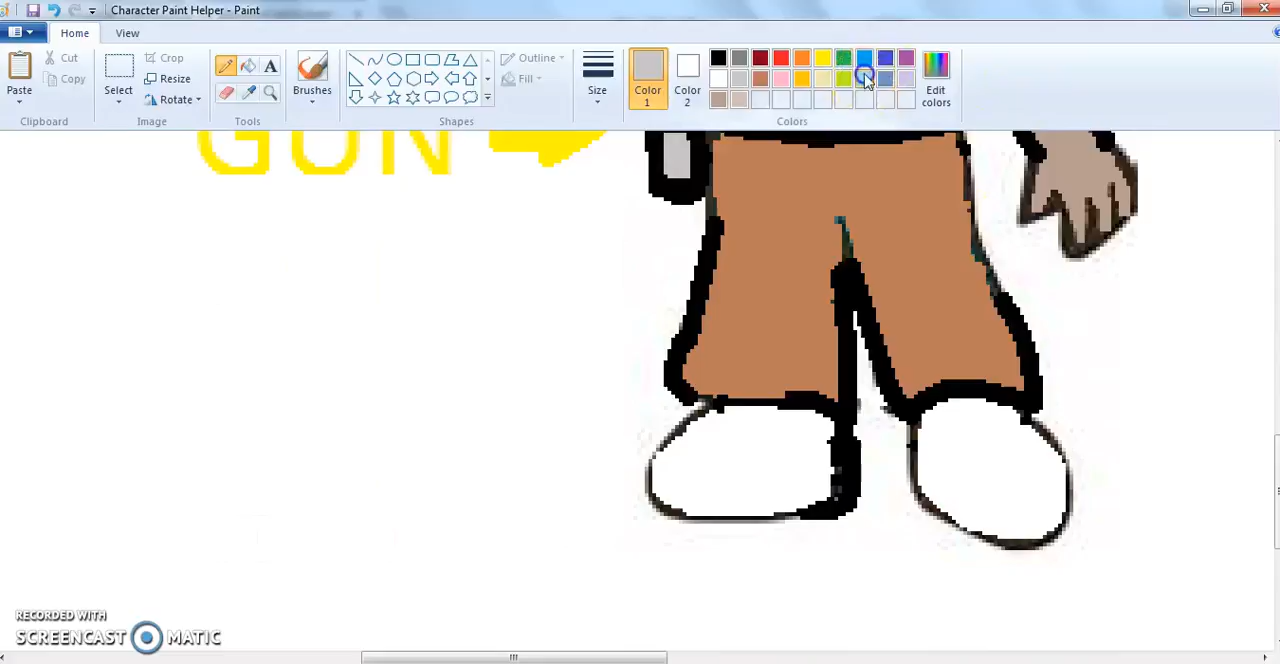 Character Paint Helper - Paint
Home View
Paste
Cut
Copy
Clipboard
Select
Crop
Resize
Rotate
Image
A
Tools
Brushes
Outline
Fill
Shapes
Size
Color 1
Color 2
Edit colors
Colors
GUN
RECORDED WITH
SCREENCAST MATIC